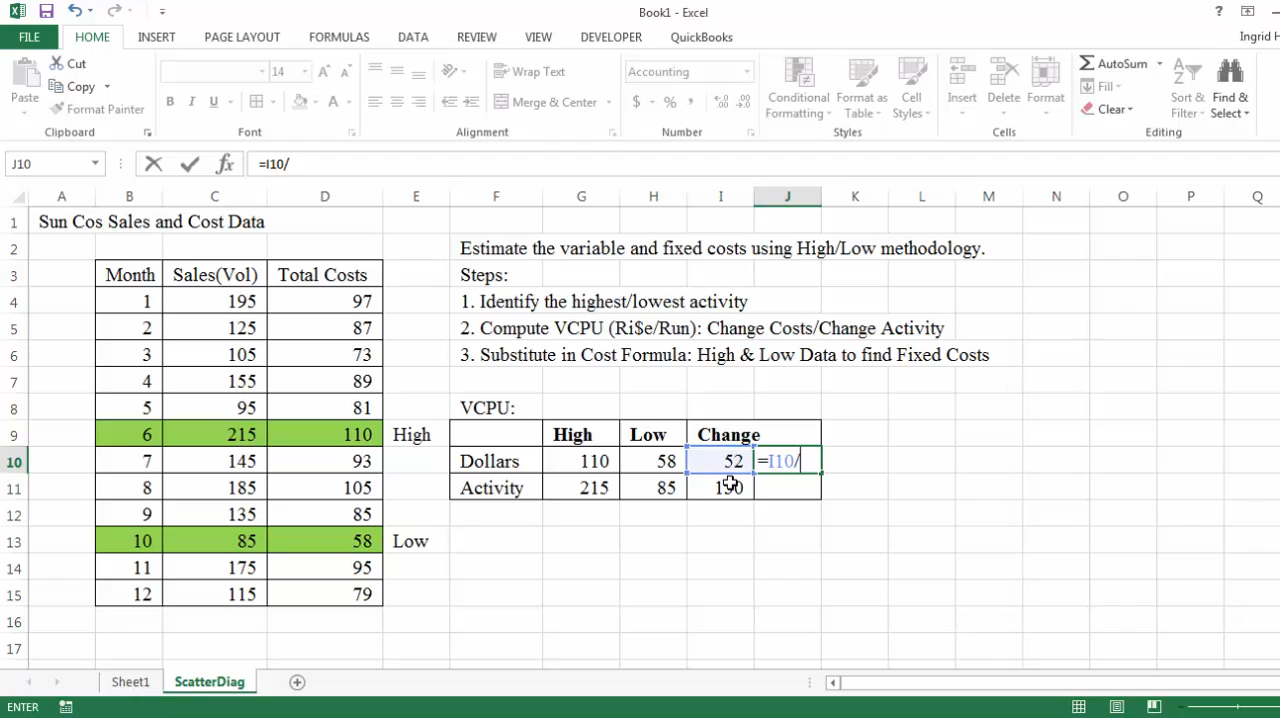 Book1 - Excel
?
FILE HOME INSERT PAGE LAYOUT FORMULAS DATA REVIEW VIEW DEVELOPER QuickBooks Ingrid H
Paste Cut Copy Format Painter
14 A A Wrap Text Accounting
B I U A Merge & Center $ % ,
Conditional Formatting Format as Table Cell Styles Insert Delete Format
AutoSum Fill Clear Sort & Filter Find & Select
Clipboard Font Alignment Number Styles Cells Editing
J10 fx =I10/
A B C D E F G H I J K L M N O P Q
1 Sun Cos Sales and Cost Data
2 Estimate the variable and fixed costs using High/Low methodology.
3 Month Sales(Vol) Total Costs Steps:
4 1 195 97 1. Identify the highest/lowest activity
5 2 125 87 2. Compute VCPU (Ri$e/Run): Change Costs/Change Activity
6 3 105 73 3. Substitute in Cost Formula: High & Low Data to find Fixed Costs
7 4 155 89
8 5 95 81 VCPU:
9 6 215 110 High High Low Change
10 7 145 93 Dollars 110 58 52 =I10/
11 8 185 105 Activity 215 85 130
12 9 135 85
13 10 85 58 Low
14 11 175 95
15 12 115 79
16
17
Sheet1 ScatterDiag
ENTER